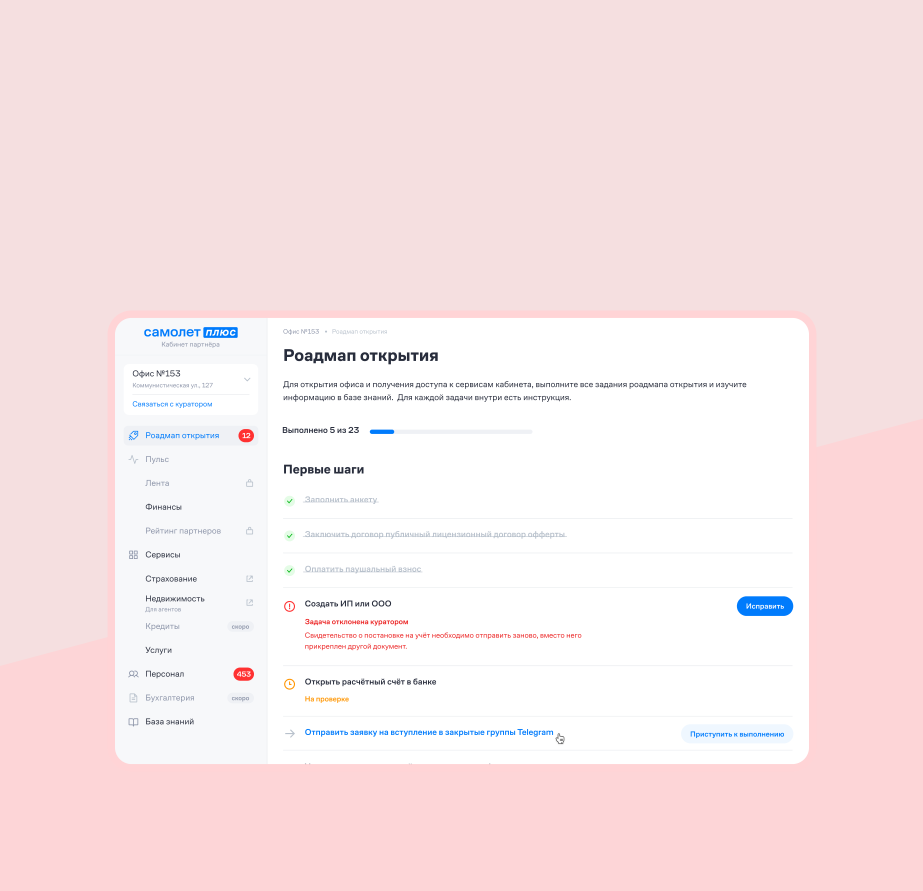 самолет плюс
Кабинет партнёра
Офис №153
Коммунистическая ул., 127
Связаться с куратором
Роадмап открытия 12
Пульс
Лента
Финансы
Рейтинг партнеров
Сервисы
Страхование
Недвижимость
Для агентов
Кредиты скоро
Услуги
Персонал 453
Бухгалтерия скоро
База знаний
Офис №153 • Роадмап открытия
Роадмап открытия
Для открытия офиса и получения доступа к сервисам кабинета, выполните все задания роадмапа открытия и изучите
информацию в базе знаний. Для каждой задачи внутри есть инструкция.
Выполнено 5 из 23
Первые шаги
Заполнить анкету
Заключить договор публичный лицензионный договор офферты
Оплатить паушальный взнос
Создать ИП или ООО
Исправить
Задача отклонена куратором
Свидетельство о постановке на учёт необходимо отправить заново, вместо него
прикреплен другой документ.
Открыть расчётный счёт в банке
На проверке
Отправить заявку на вступление в закрытые группы Telegram
Приступить к выполнению